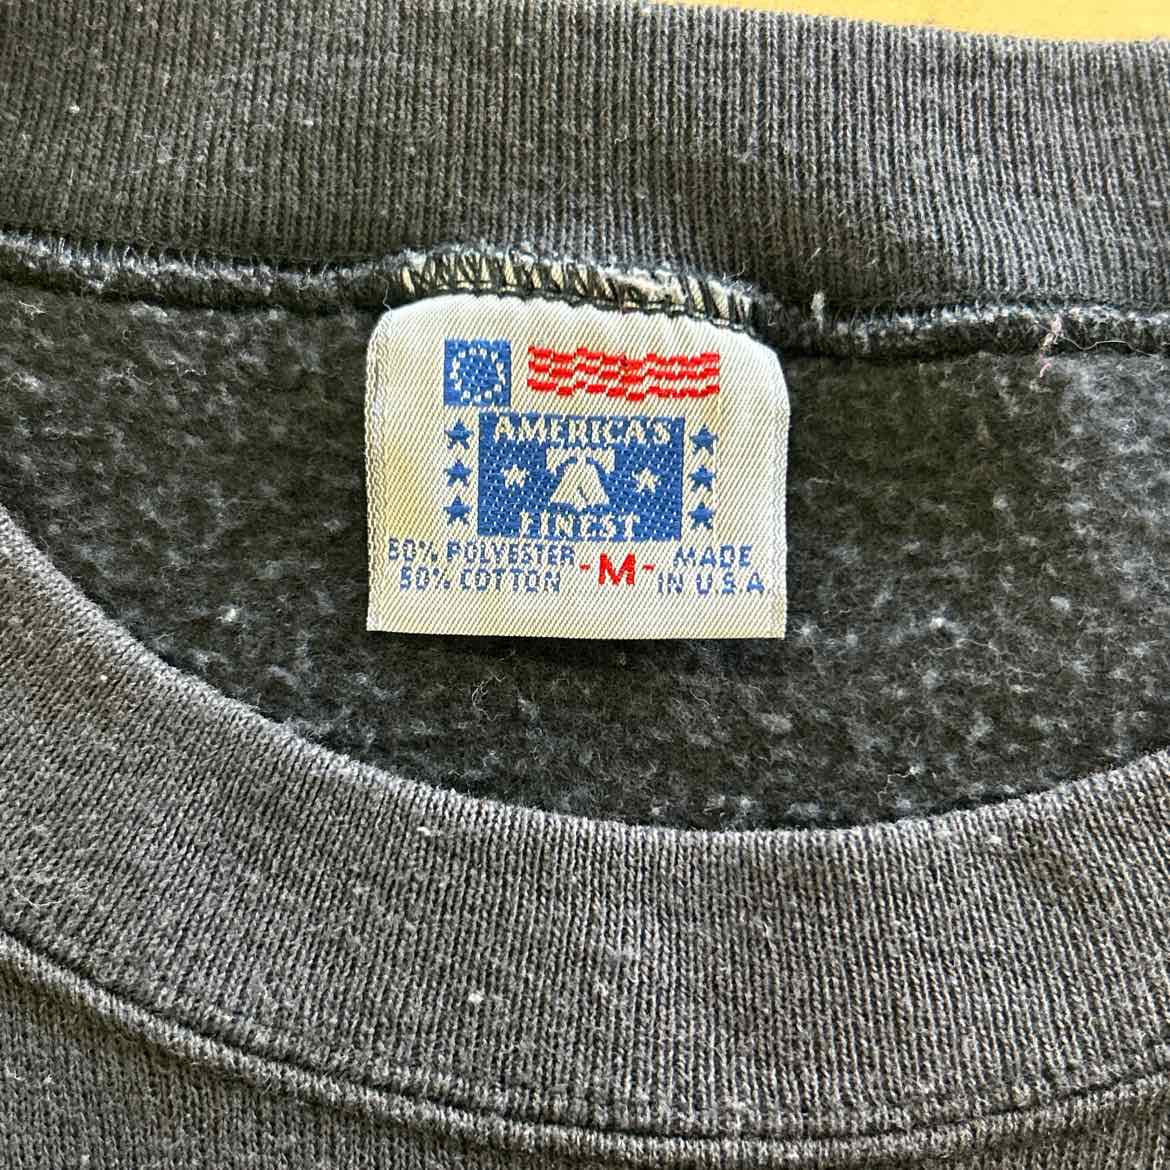 AMERICA'S
FINEST
50% POLYESTER
50% COTTON
-M-
MADE
IN U.S.A